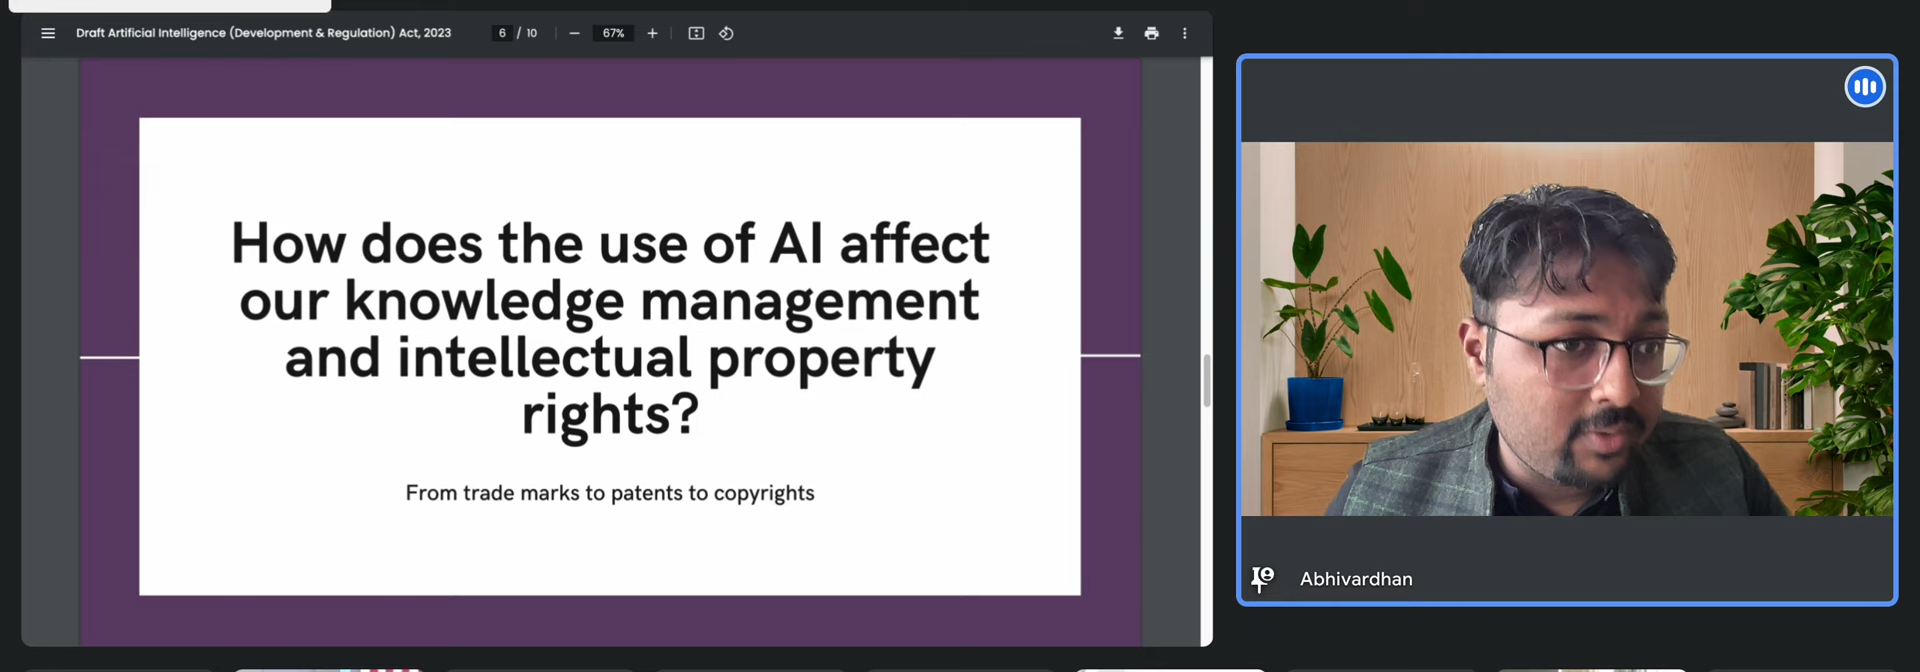 Draft Artificial Intelligence (Development & Regulation) Act, 2023
6 / 10
67%
How does the use of AI affect
our knowledge management
and intellectual property
rights?
From trade marks to patents to copyrights
Abhivardhan